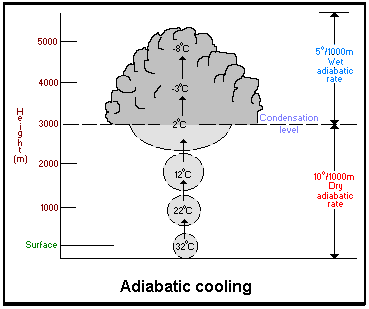 5000
4000
3000
2000
1000
Height
(m)
Surface
-8°C
-3°C
2°C
12°C
22°C
32°C
Condensation
level
5°/1000m
Wet
adiabatic
rate
10°/1000m
Dry
adiabatic
rate
Adiabatic cooling